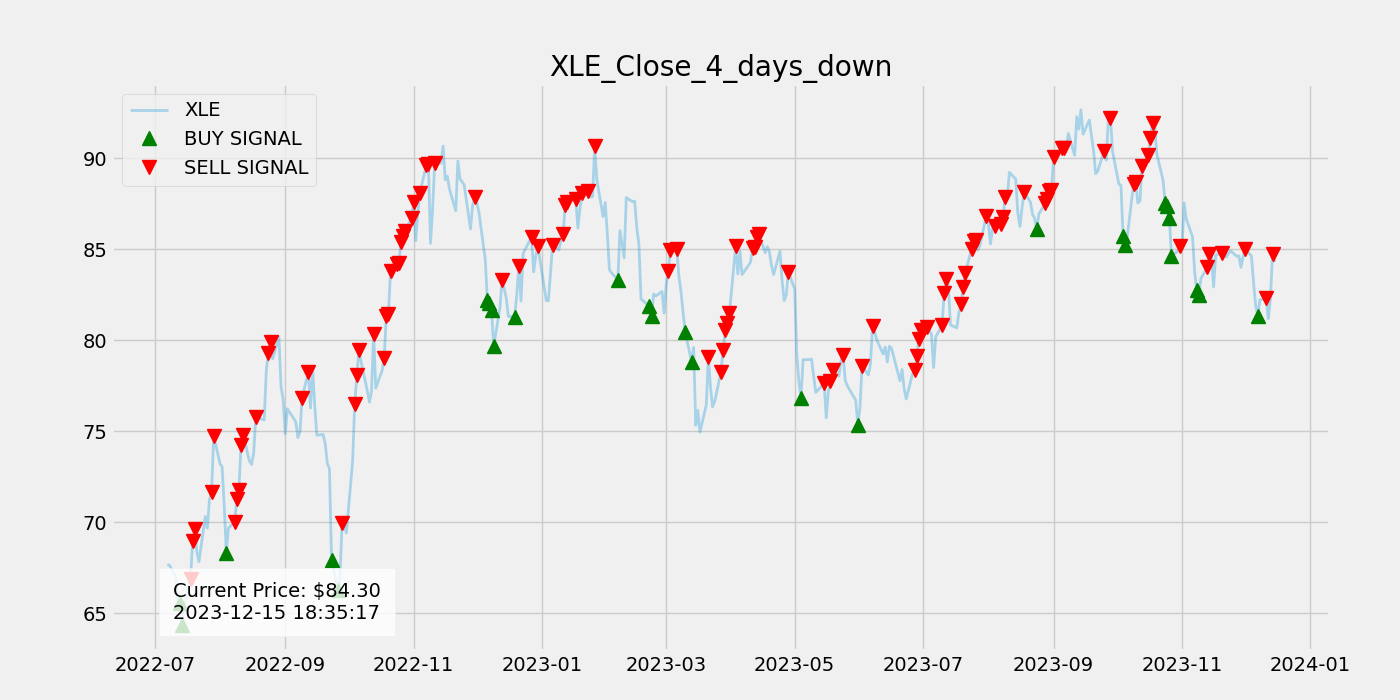 XLE_Close_4_days_down
XLE
BUY SIGNAL
SELL SIGNAL
90
85
80
75
70
65
Current Price: $84.30
2023-12-15 18:35:17
2022-07 2022-09 2022-11 2023-01 2023-03 2023-05 2023-07 2023-09 2023-11 2024-01